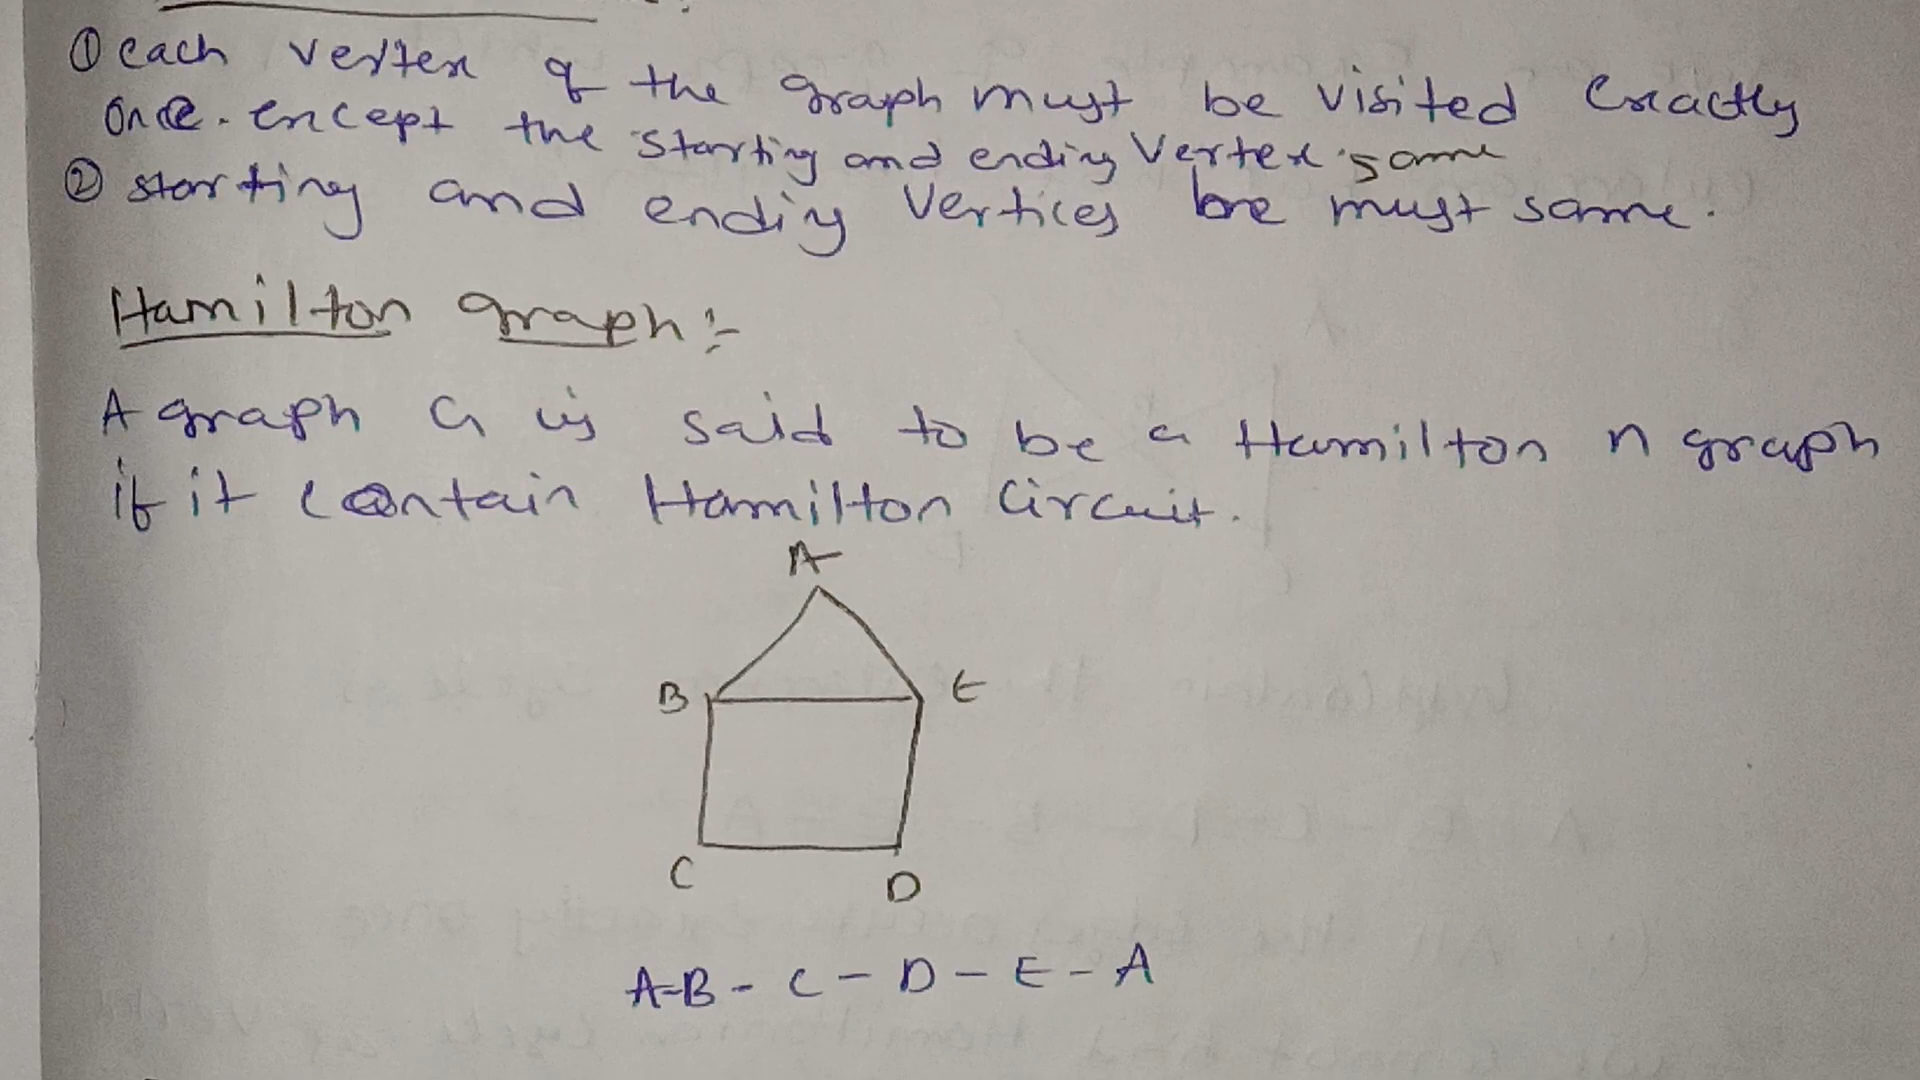 ① each vertex of the graph must be visited exactly
once. except the starting and ending vertex same
② starting and ending vertices be must same.
Hamilton graph:-
A graph G is said to be a Hamilton n graph
if it contain Hamilton circuit.
A
B E
C D
A-B-C-D-E-A